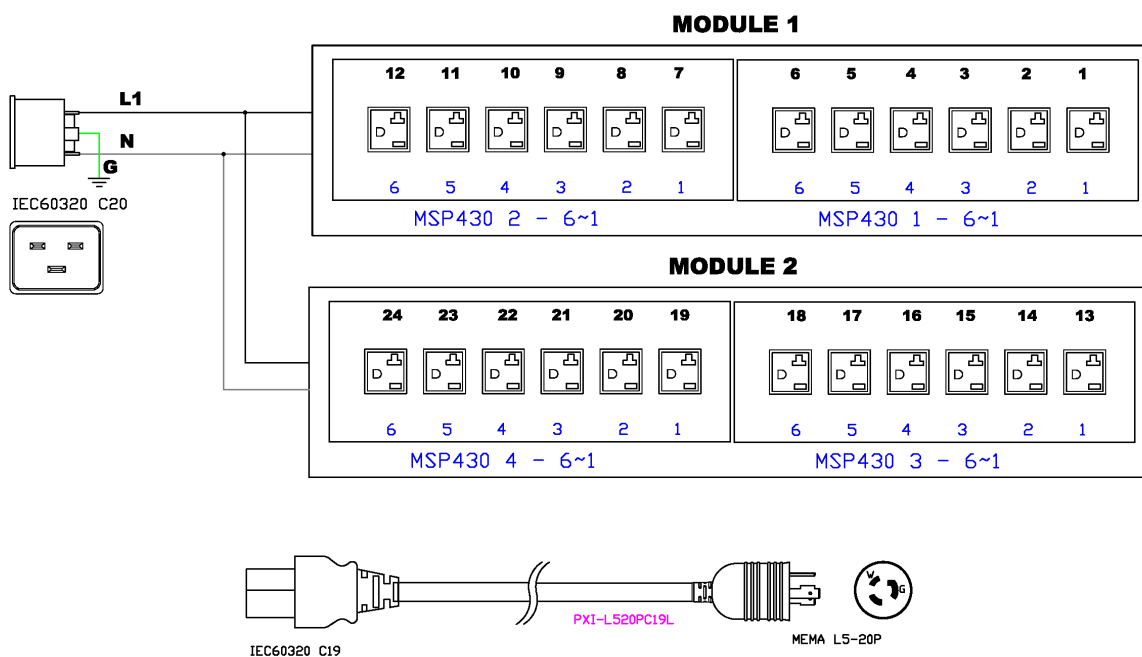 MODULE 1
12 11 10 9 8 7 6 5 4 3 2 1
L1
N
G
6 5 4 3 2 1 6 5 4 3 2 1
MSP430 2 - 6~1 MSP430 1 - 6~1
IEC60320 C20
MODULE 2
24 23 22 21 20 19 18 17 16 15 14 13
6 5 4 3 2 1 6 5 4 3 2 1
MSP430 4 - 6~1 MSP430 3 - 6~1
W
G
PXI-L520PC19L
MEMA L5-20P
IEC60320 C19